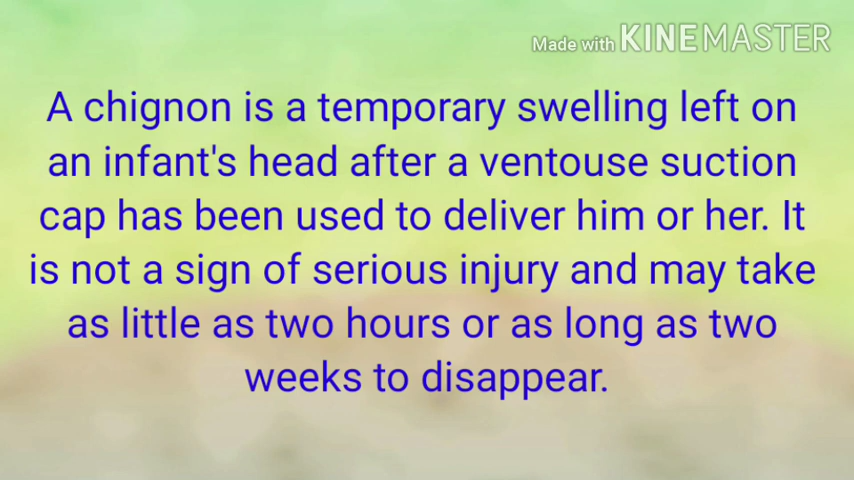 Made with KINEMASTER
A chignon is a temporary swelling left on
an infant's head after a ventouse suction
cap has been used to deliver him or her. It
is not a sign of serious injury and may take
as little as two hours or as long as two
weeks to disappear.